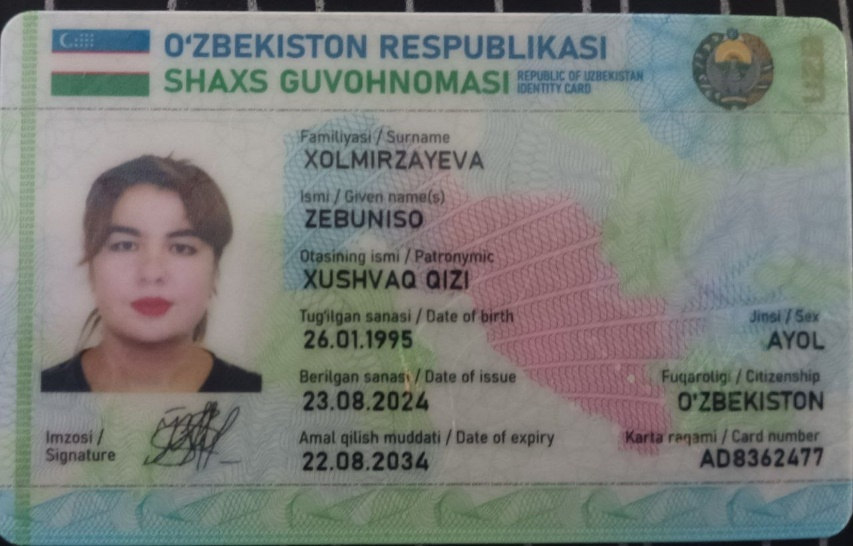 O‘ZBEKISTON RESPUBLIKASI
SHAXS GUVOHNOMASI
REPUBLIC OF UZBEKISTAN
IDENTITY CARD
Familiyasi / Surname
XOLMIRZAYEVA
Ismi / Given name(s)
ZEBUNISO
Otasining ismi / Patronymic
XUSHVAQ QIZI
Tug‘ilgan sanasi / Date of birth
26.01.1995
Jinsi / Sex
AYOL
Berilgan sanasi / Date of issue
23.08.2024
Fuqaroligi / Citizenship
O‘ZBEKISTON
Amal qilish muddati / Date of expiry
22.08.2034
Karta raqami / Card number
AD8362477
Imzosi /
Signature